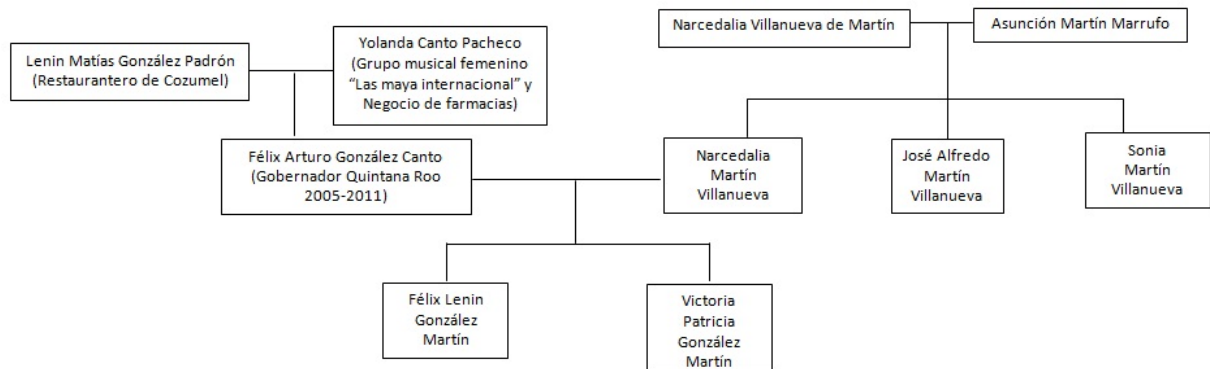 Narcedalia Villanueva de Martín
Asunción Martín Marrufo
Lenin Matías González Padrón
(Restaurantero de Cozumel)
Yolanda Canto Pacheco
(Grupo musical femenino
“Las maya internacional” y
Negocio de farmacias)
Félix Arturo González Canto
(Gobernador Quintana Roo
2005-2011)
Narcedalia
Martín
Villanueva
José Alfredo
Martín
Villanueva
Sonia
Martín
Villanueva
Félix Lenin
González
Martín
Victoria
Patricia
González
Martín